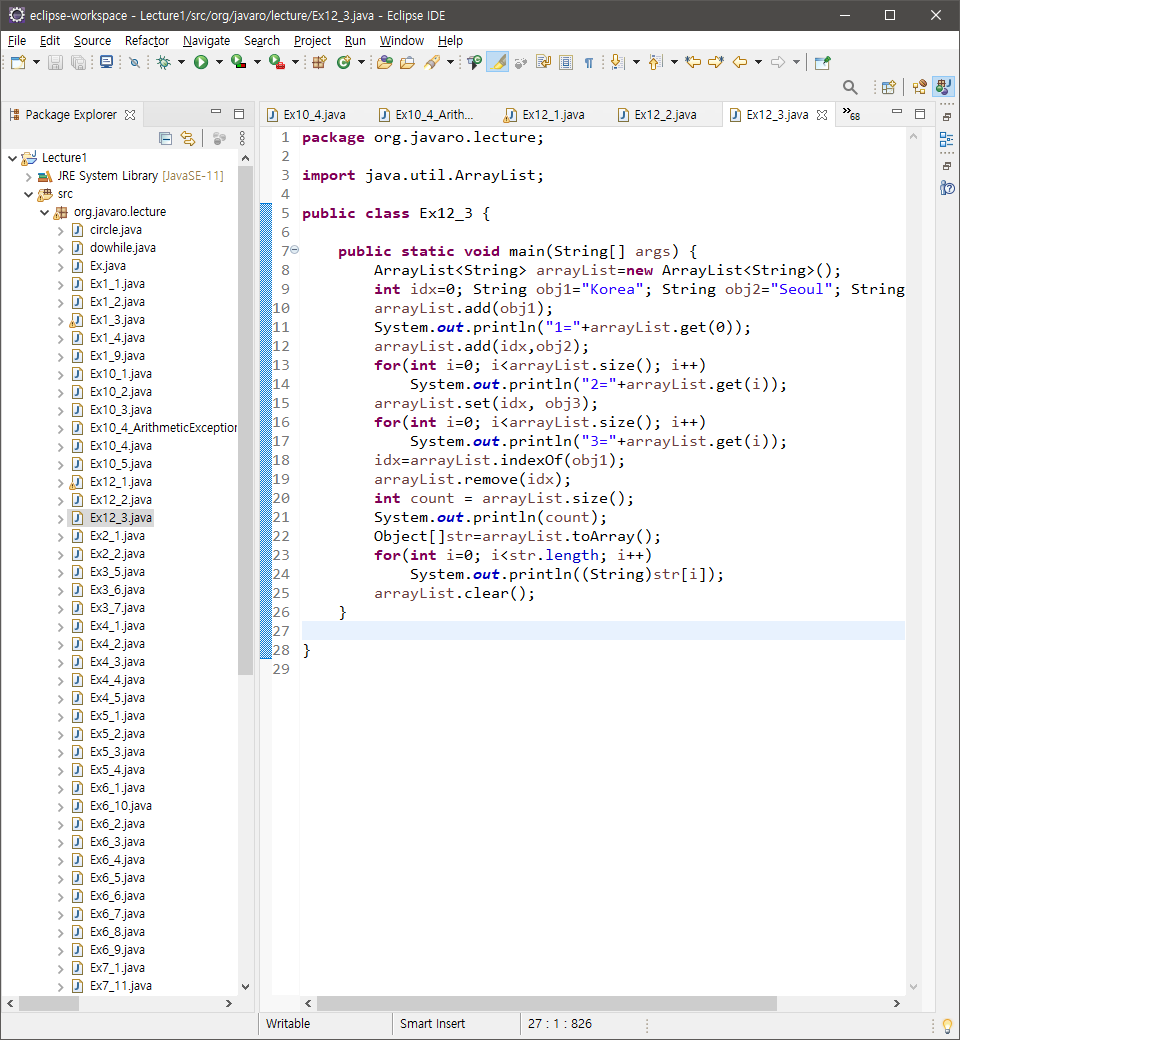 eclipse-workspace - Lecture1/src/org/javaro/lecture/Ex12_3.java - Eclipse IDE
File Edit Source Refactor Navigate Search Project Run Window Help
Package Explorer
Lecture1
JRE System Library [JavaSE-11]
src
org.javaro.lecture
circle.java
dowhile.java
Ex.java
Ex1_1.java
Ex1_2.java
Ex1_3.java
Ex1_4.java
Ex1_9.java
Ex10_1.java
Ex10_2.java
Ex10_3.java
Ex10_4_ArithmeticException
Ex10_4.java
Ex10_5.java
Ex12_1.java
Ex12_2.java
Ex12_3.java
Ex2_1.java
Ex2_2.java
Ex3_5.java
Ex3_6.java
Ex3_7.java
Ex4_1.java
Ex4_2.java
Ex4_3.java
Ex4_4.java
Ex4_5.java
Ex5_1.java
Ex5_2.java
Ex5_3.java
Ex5_4.java
Ex6_1.java
Ex6_10.java
Ex6_2.java
Ex6_3.java
Ex6_4.java
Ex6_5.java
Ex6_6.java
Ex6_7.java
Ex6_8.java
Ex6_9.java
Ex7_1.java
Ex7_11.java
Ex10_4.java Ex10_4_Arith... Ex12_1.java Ex12_2.java Ex12_3.java »68
1 package org.javaro.lecture;
2
3 import java.util.ArrayList;
4
5 public class Ex12_3 {
6
7     public static void main(String[] args) {
8         ArrayList<String> arrayList=new ArrayList<String>();
9         int idx=0; String obj1="Korea"; String obj2="Seoul"; String
10         arrayList.add(obj1);
11         System.out.println("1="+arrayList.get(0));
12         arrayList.add(idx,obj2);
13         for(int i=0; i<arrayList.size(); i++)
14             System.out.println("2="+arrayList.get(i));
15         arrayList.set(idx, obj3);
16         for(int i=0; i<arrayList.size(); i++)
17             System.out.println("3="+arrayList.get(i));
18         idx=arrayList.indexOf(obj1);
19         arrayList.remove(idx);
20         int count = arrayList.size();
21         System.out.println(count);
22         Object[]str=arrayList.toArray();
23         for(int i=0; i<str.length; i++)
24             System.out.println((String)str[i]);
25         arrayList.clear();
26     }
27
28 }
29
Writable Smart Insert 27 : 1 : 826